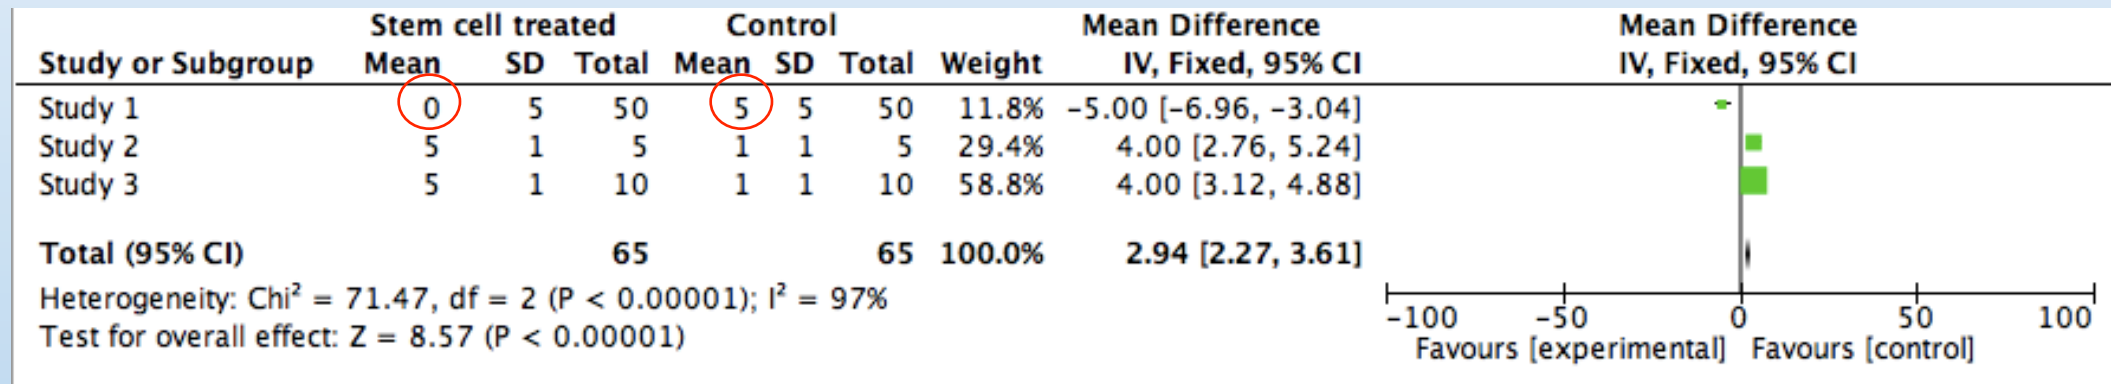 Stem cell treated Control Mean Difference Mean Difference
Study or Subgroup Mean SD Total Mean SD Total Weight IV, Fixed, 95% CI IV, Fixed, 95% CI
Study 1 0 5 50 5 5 50 11.8% −5.00 [−6.96, −3.04]
Study 2 5 1 5 1 1 5 29.4% 4.00 [2.76, 5.24]
Study 3 5 1 10 1 1 10 58.8% 4.00 [3.12, 4.88]
Total (95% CI) 65 65 100.0% 2.94 [2.27, 3.61]
Heterogeneity: Chi² = 71.47, df = 2 (P < 0.00001); I² = 97%
Test for overall effect: Z = 8.57 (P < 0.00001)
−100 −50 0 50 100
Favours [experimental] Favours [control]